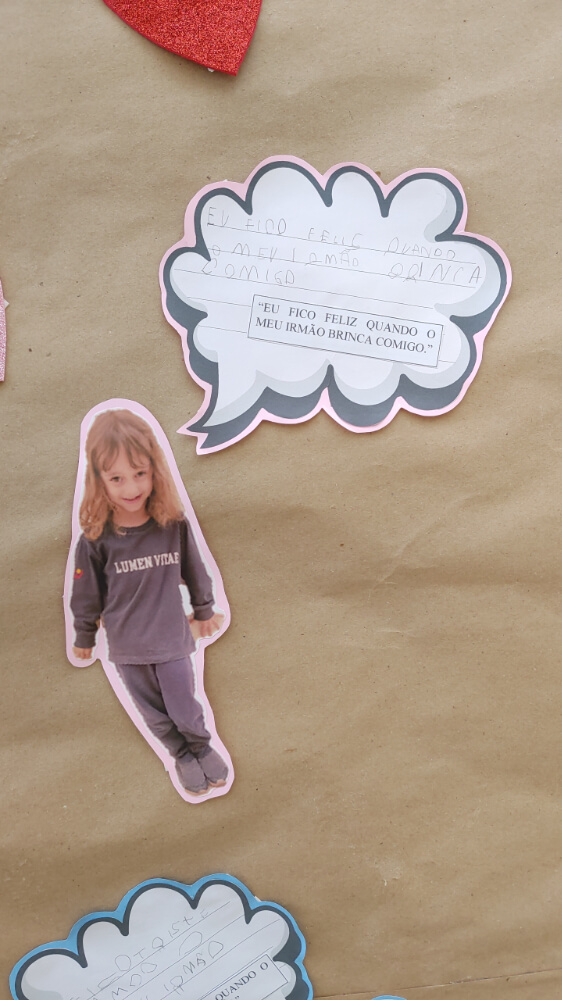 EU FICO FELIZ QUANDO
O MEU IRMÃO BRINCA
COMIGO
"EU FICO FELIZ QUANDO O
MEU IRMÃO BRINCA COMIGO."
LUMEN VITAE
IRMÃO
QUANDO O